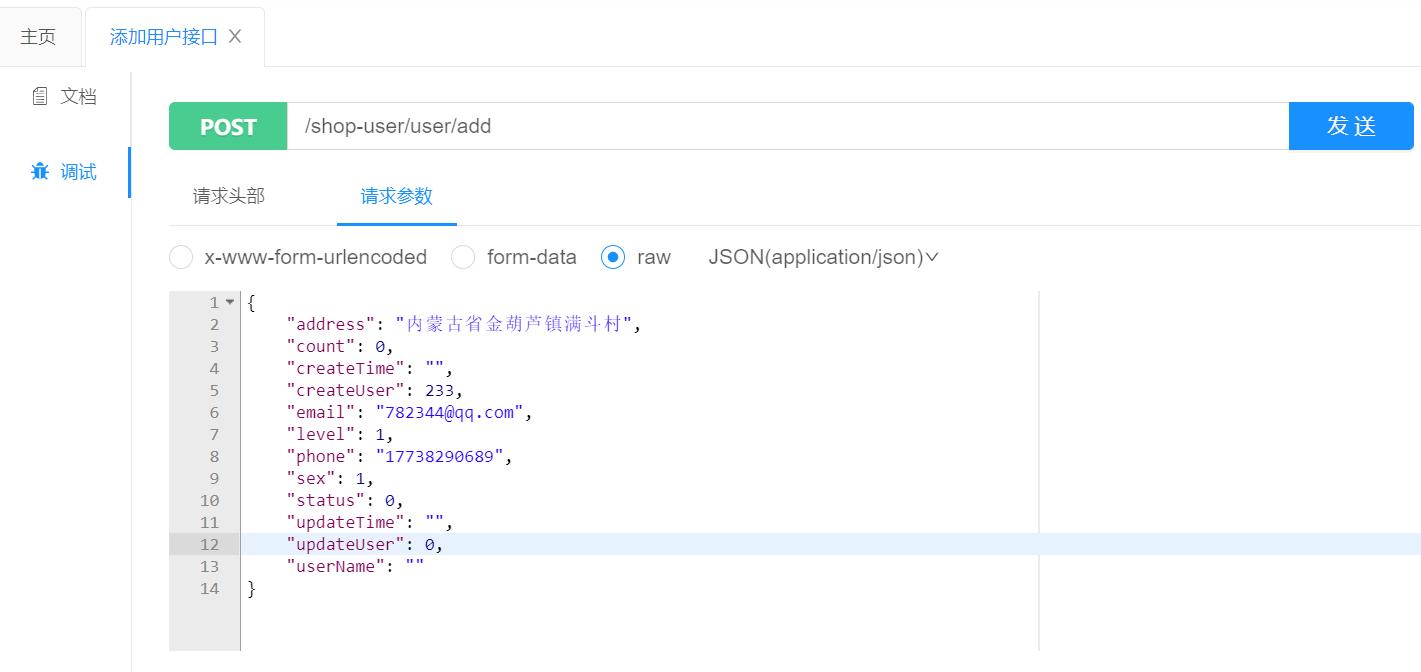 主页
添加用户接口
文档
调试
POST /shop-user/user/add 发送
请求头部 请求参数
x-www-form-urlencoded form-data raw JSON(application/json)
1 {
2 "address": "内蒙古省金葫芦镇满斗村",
3 "count": 0,
4 "createTime": "",
5 "createUser": 233,
6 "email": "782344@qq.com",
7 "level": 1,
8 "phone": "17738290689",
9 "sex": 1,
10 "status": 0,
11 "updateTime": "",
12 "updateUser": 0,
13 "userName": ""
14 }